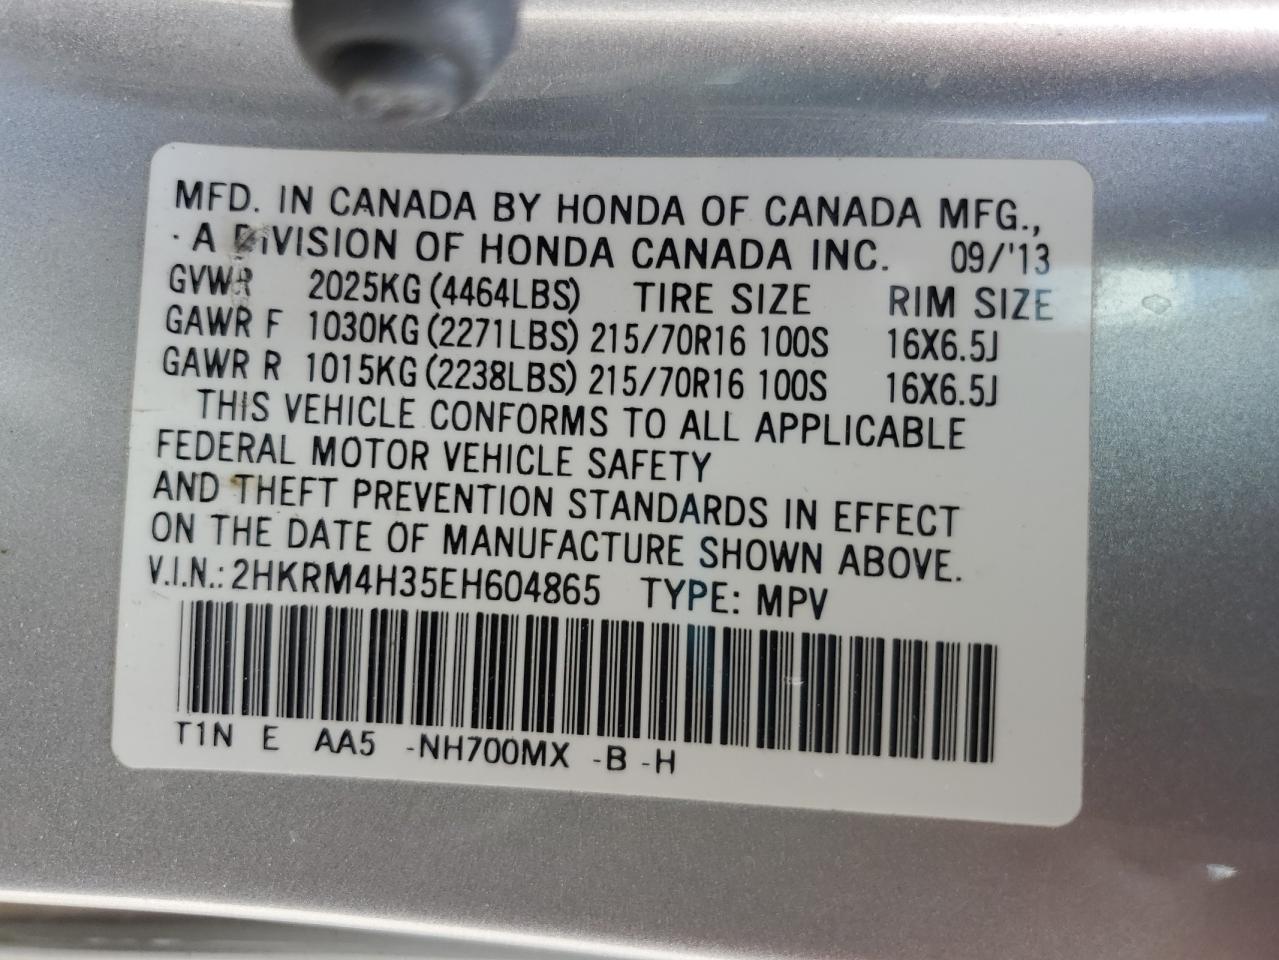 MFD. IN CANADA BY HONDA OF CANADA MFG.,
A DIVISION OF HONDA CANADA INC. 09/'13
GVWR 2025KG (4464LBS) TIRE SIZE RIM SIZE
GAWR F 1030KG (2271LBS) 215/70R16 100S 16X6.5J
GAWR R 1015KG (2238LBS) 215/70R16 100S 16X6.5J
THIS VEHICLE CONFORMS TO ALL APPLICABLE
FEDERAL MOTOR VEHICLE SAFETY
AND THEFT PREVENTION STANDARDS IN EFFECT
ON THE DATE OF MANUFACTURE SHOWN ABOVE.
V.I.N.: 2HKRM4H35EH604865 TYPE: MPV
T1N E AA5 -NH700MX -B -H